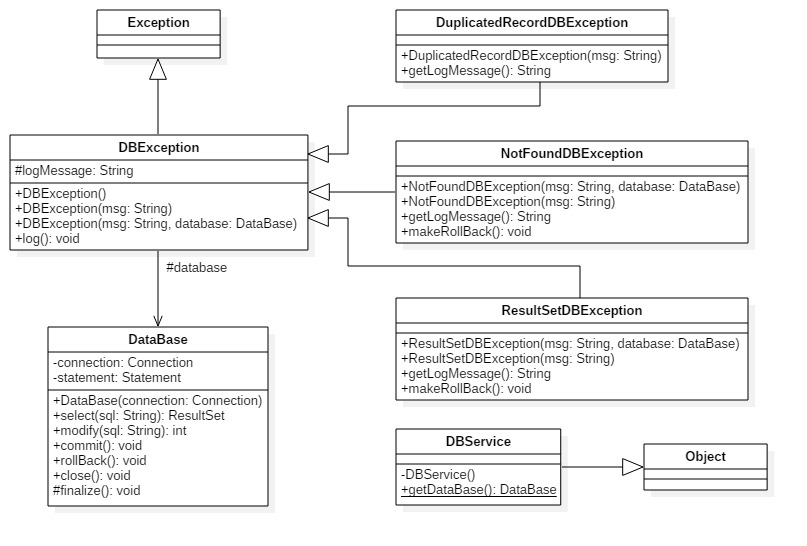 Exception
DBException
#logMessage: String
+DBException()
+DBException(msg: String)
+DBException(msg: String, database: DataBase)
+log(): void
#database
DataBase
-connection: Connection
-statement: Statement
+DataBase(connection: Connection)
+select(sql: String): ResultSet
+modify(sql: String): int
+commit(): void
+rollBack(): void
+close(): void
#finalize(): void
DuplicatedRecordDBException
+DuplicatedRecordDBException(msg: String)
+getLogMessage(): String
NotFoundDBException
+NotFoundDBException(msg: String, database: DataBase)
+NotFoundDBException(msg: String)
+getLogMessage(): String
+makeRollBack(): void
ResultSetDBException
+ResultSetDBException(msg: String, database: DataBase)
+ResultSetDBException(msg: String)
+getLogMessage(): String
+makeRollBack(): void
DBService
-DBService()
+getDataBase(): DataBase
Object